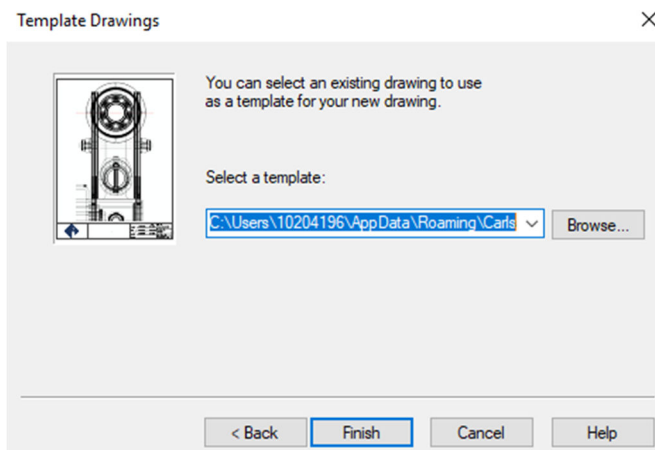 Template Drawings
You can select an existing drawing to use
as a template for your new drawing.
Select a template:
C:\Users\10204196\AppData\Roaming\Carls
Browse...
< Back
Finish
Cancel
Help